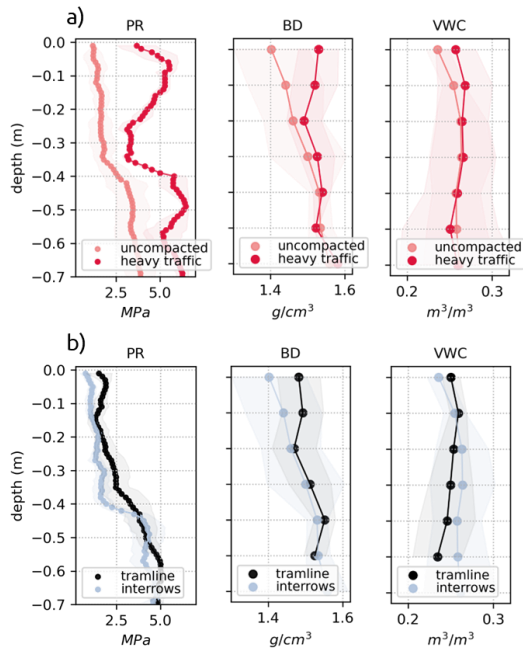 a)
PR BD VWC
0.0
−0.1
−0.2
−0.3
−0.4
−0.5
−0.6
−0.7
depth (m)
uncompacted
heavy traffic
uncompacted
heavy traffic
uncompacted
heavy traffic
2.5 5.0 1.4 1.6 0.2 0.3
MPa g/cm³ m³/m³
b)
PR BD VWC
0.0
−0.1
−0.2
−0.3
−0.4
−0.5
−0.6
−0.7
depth (m)
tramline
interrows
tramline
interrows
tramline
interrows
2.5 5.0 1.4 1.6 0.2 0.3
MPa g/cm³ m³/m³